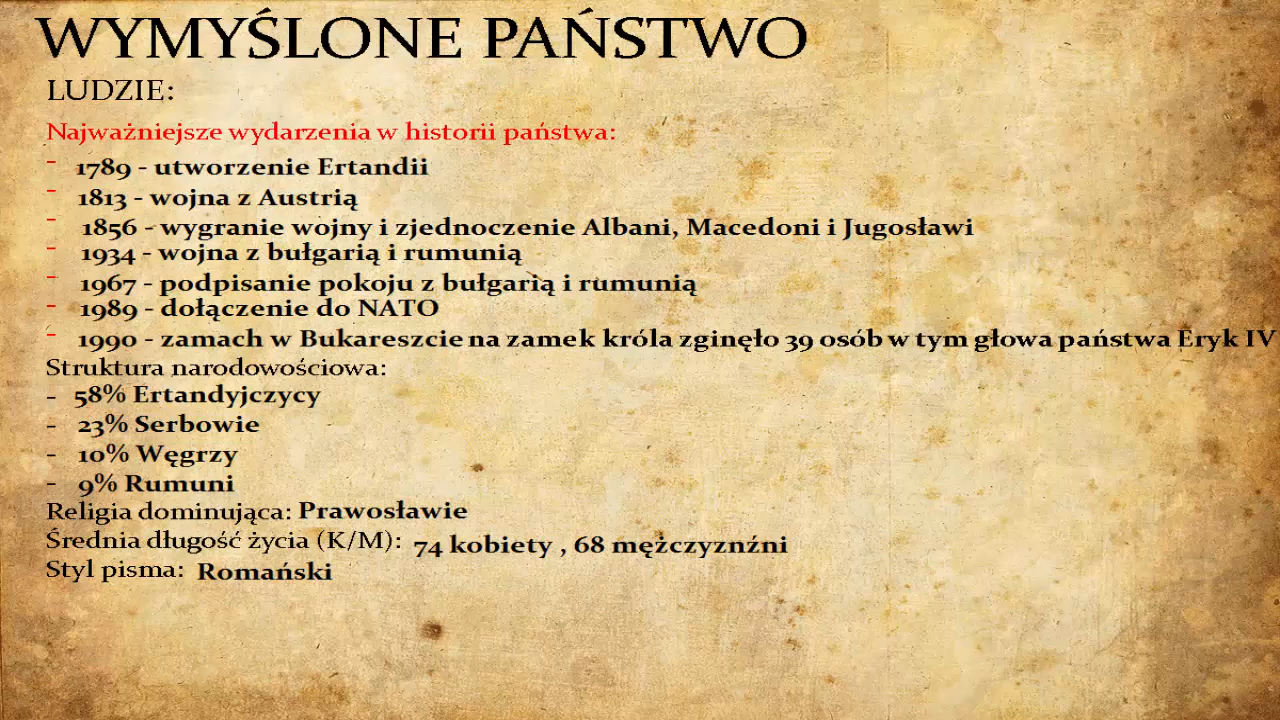 WYMYŚLONE PAŃSTWO
LUDZIE:
Najważniejsze wydarzenia w historii państwa:
- 1789 - utworzenie Ertandii
- 1813 - wojna z Austrią
- 1856 - wygranie wojny i zjednoczenie Albani, Macedoni i Jugosławi
- 1934 - wojna z bułgarią i rumunią
- 1967 - podpisanie pokoju z bułgarią i rumunią
- 1989 - dołączenie do NATO
- 1990 - zamach w Bukareszcie na zamek króla zginęło 39 osób w tym głowa państwa Eryk IV
Struktura narodowościowa:
- 58% Ertandyjczycy
- 23% Serbowie
- 10% Węgrzy
- 9% Rumuni
Religia dominująca: Prawosławie
Średnia długość życia (K/M): 74 kobiety , 68 mężczyznźni
Styl pisma: Romański